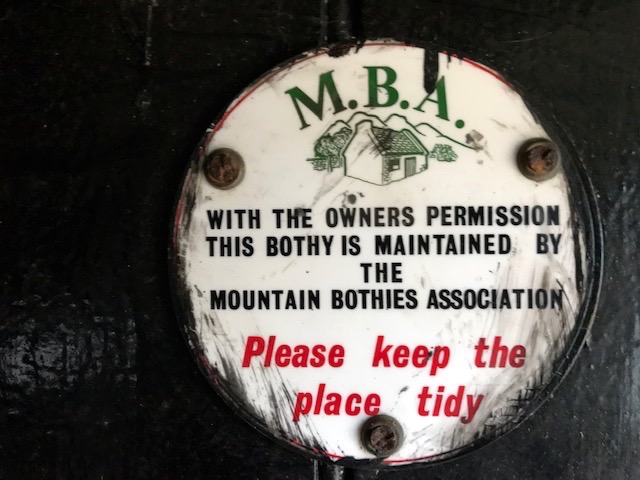 M.B.A.
WITH THE OWNERS PERMISSION
THIS BOTHY IS MAINTAINED BY
THE
MOUNTAIN BOTHIES ASSOCIATION
Please keep the
place tidy